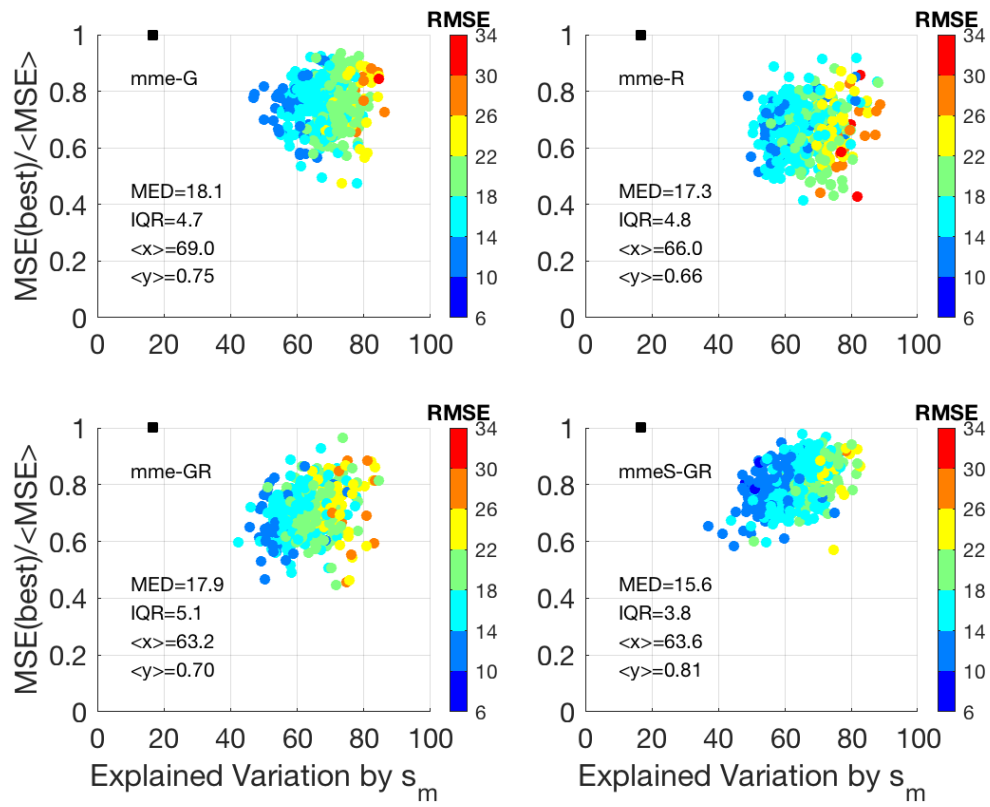 RMSE
RMSE
MSE(best)/<MSE>
1
0.8
0.6
0.4
0.2
0
mme-G
MED=18.1
IQR=4.7
<x>=69.0
<y>=0.75
0 20 40 60 80 100
34
30
26
22
18
14
10
6
1
0.8
0.6
0.4
0.2
0
mme-R
MED=17.3
IQR=4.8
<x>=66.0
<y>=0.66
0 20 40 60 80 100
34
30
26
22
18
14
10
6
RMSE
RMSE
MSE(best)/<MSE>
1
0.8
0.6
0.4
0.2
0
mme-GR
MED=17.9
IQR=5.1
<x>=63.2
<y>=0.70
0 20 40 60 80 100
Explained Variation by s_m
34
30
26
22
18
14
10
6
1
0.8
0.6
0.4
0.2
0
mmeS-GR
MED=15.6
IQR=3.8
<x>=63.6
<y>=0.81
0 20 40 60 80 100
Explained Variation by s_m
34
30
26
22
18
14
10
6